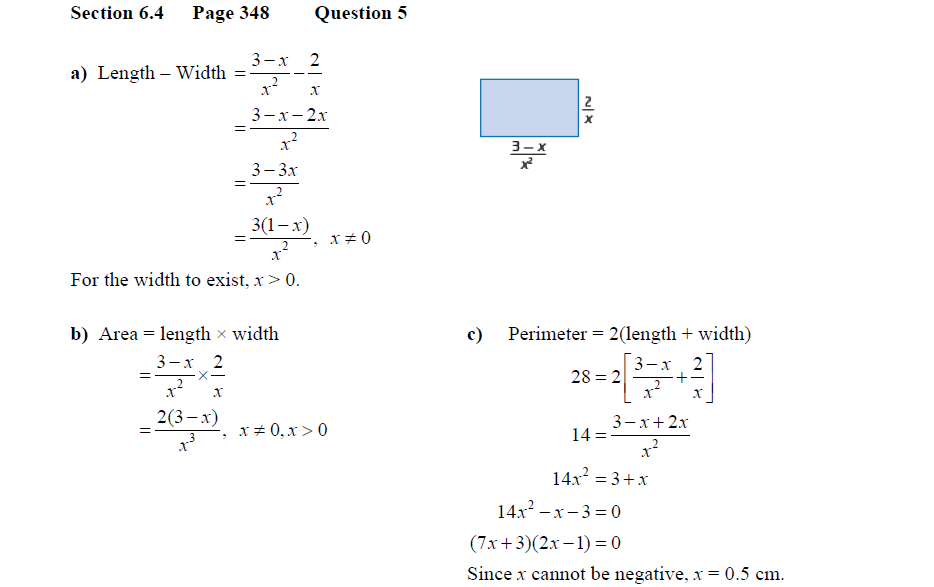 Section 6.4 Page 348 Question 5
a) Length – Width = (3 – x)/x² – 2/x
= (3 – x – 2x)/x²
= (3 – 3x)/x²
= 3(1 – x)/x², x ≠ 0
For the width to exist, x > 0.
2/x
(3 – x)/x²
b) Area = length × width
= (3 – x)/x² × 2/x
= 2(3 – x)/x³, x ≠ 0, x > 0
c) Perimeter = 2(length + width)
28 = 2[(3 – x)/x² + 2/x]
14 = (3 – x + 2x)/x²
14x² = 3 + x
14x² – x – 3 = 0
(7x + 3)(2x – 1) = 0
Since x cannot be negative, x = 0.5 cm.